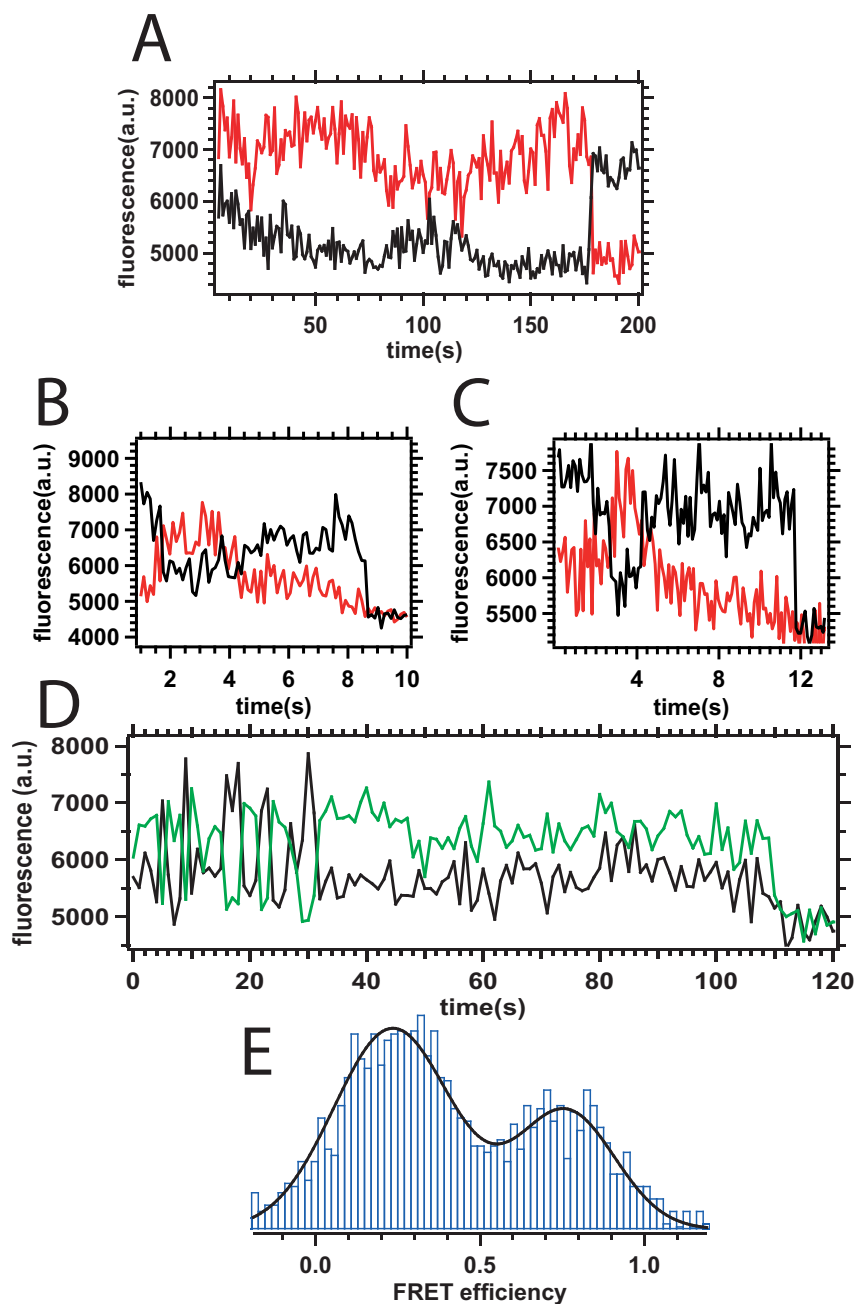 A
fluorescence(a.u.)
8000
7000
6000
5000
50 100 150 200
time(s)
B
fluorescence(a.u.)
9000
8000
7000
6000
5000
4000
2 4 6 8 10
time(s)
C
fluorescence(a.u.)
7500
7000
6500
6000
5500
4 8 12
time(s)
D
fluorescence (a.u.)
8000
7000
6000
5000
0 20 40 60 80 100 120
time(s)
E
0.0 0.5 1.0
FRET efficiency